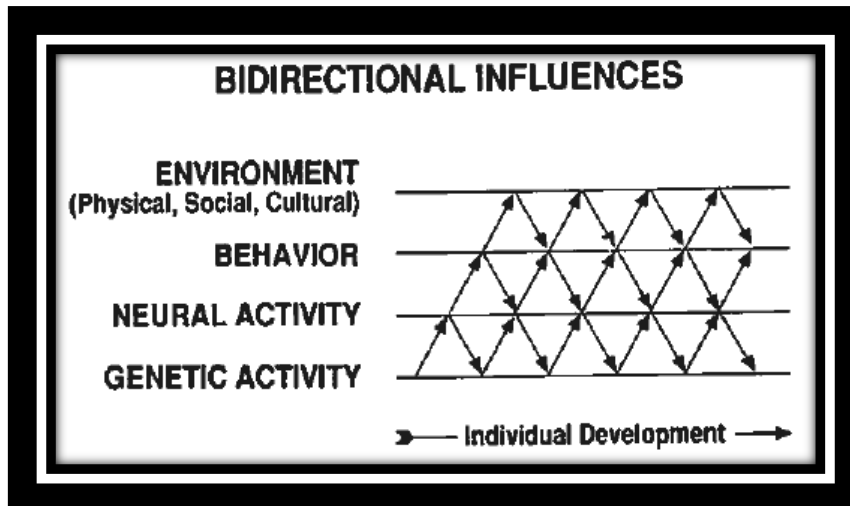 BIDIRECTIONAL INFLUENCES
ENVIRONMENT
(Physical, Social, Cultural)
BEHAVIOR
NEURAL ACTIVITY
GENETIC ACTIVITY
Individual Development